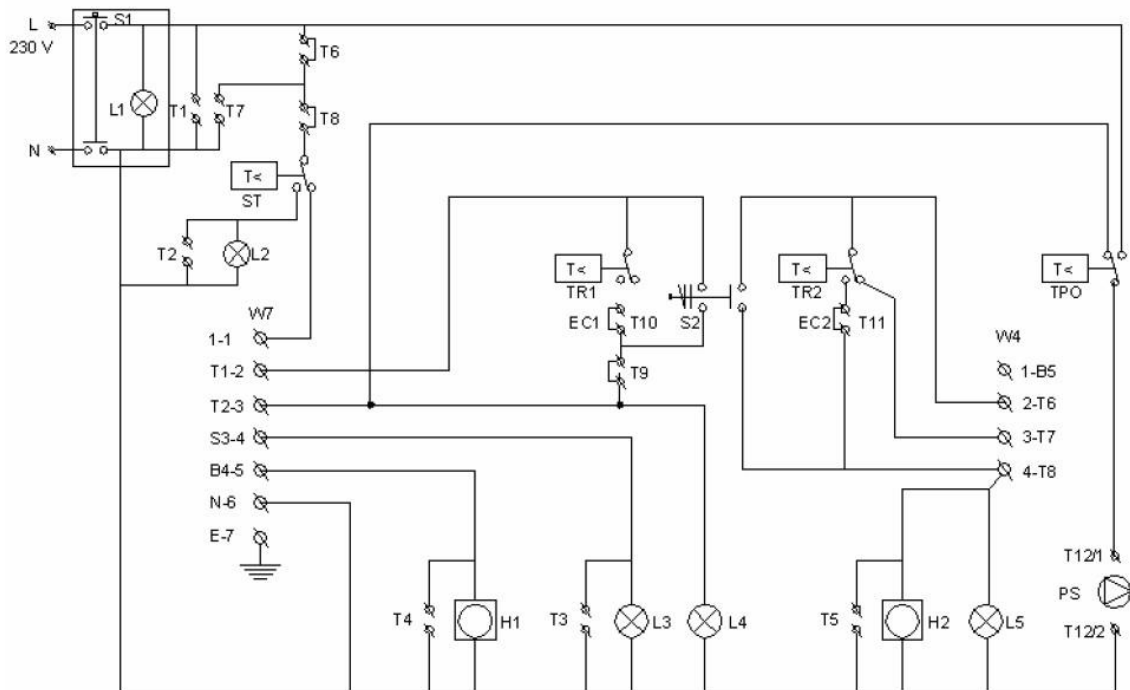 L
230 V
S1
L1
T1
T7
T6
T8
N
T<
ST
T2
L2
W7
1-1
T1-2
T2-3
S3-4
B4-5
N-6
E-7
T<
TR1
EC1
T10
S2
T9
T<
TR2
EC2
T11
T<
TPO
W4
1-B5
2-T6
3-T7
4-T8
T4
H1
T3
L3
L4
T5
H2
L5
T12/1
PS
T12/2